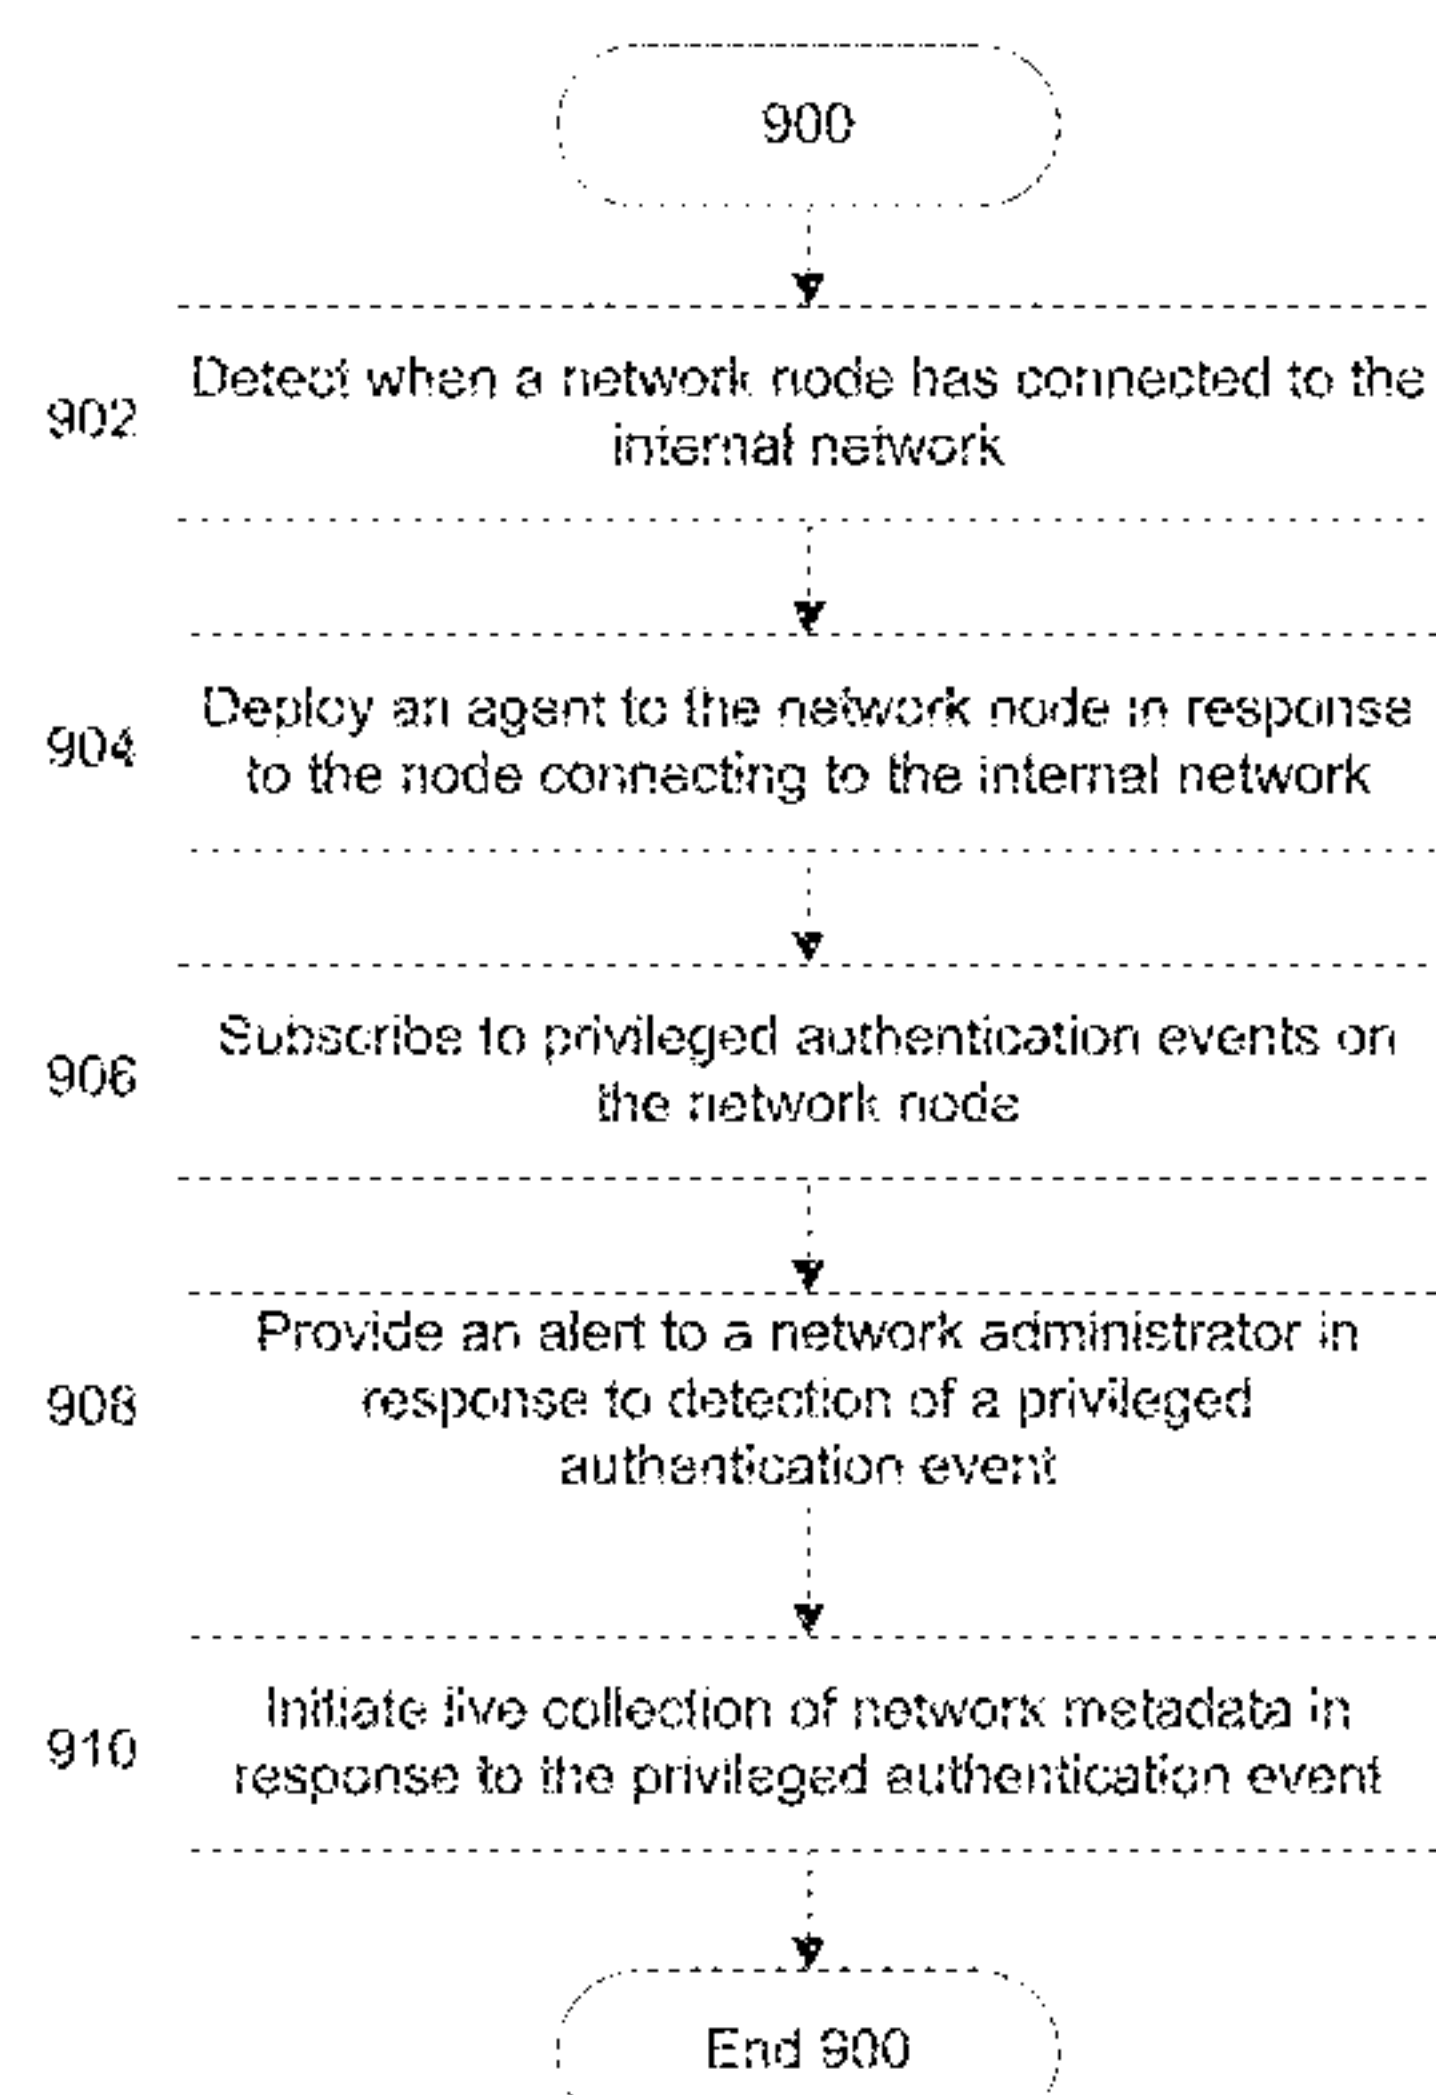 900
902
Detect when a network node has connected to the
internal network
904
Deploy an agent to the network node in response
to the node connecting to the internal network
906
Subscribe to privileged authentication events on
the network node
908
Provide an alert to a network administrator in
response to detection of a privileged
authentication event
910
Initiate live collection of network metadata in
response to the privileged authentication event
End 900